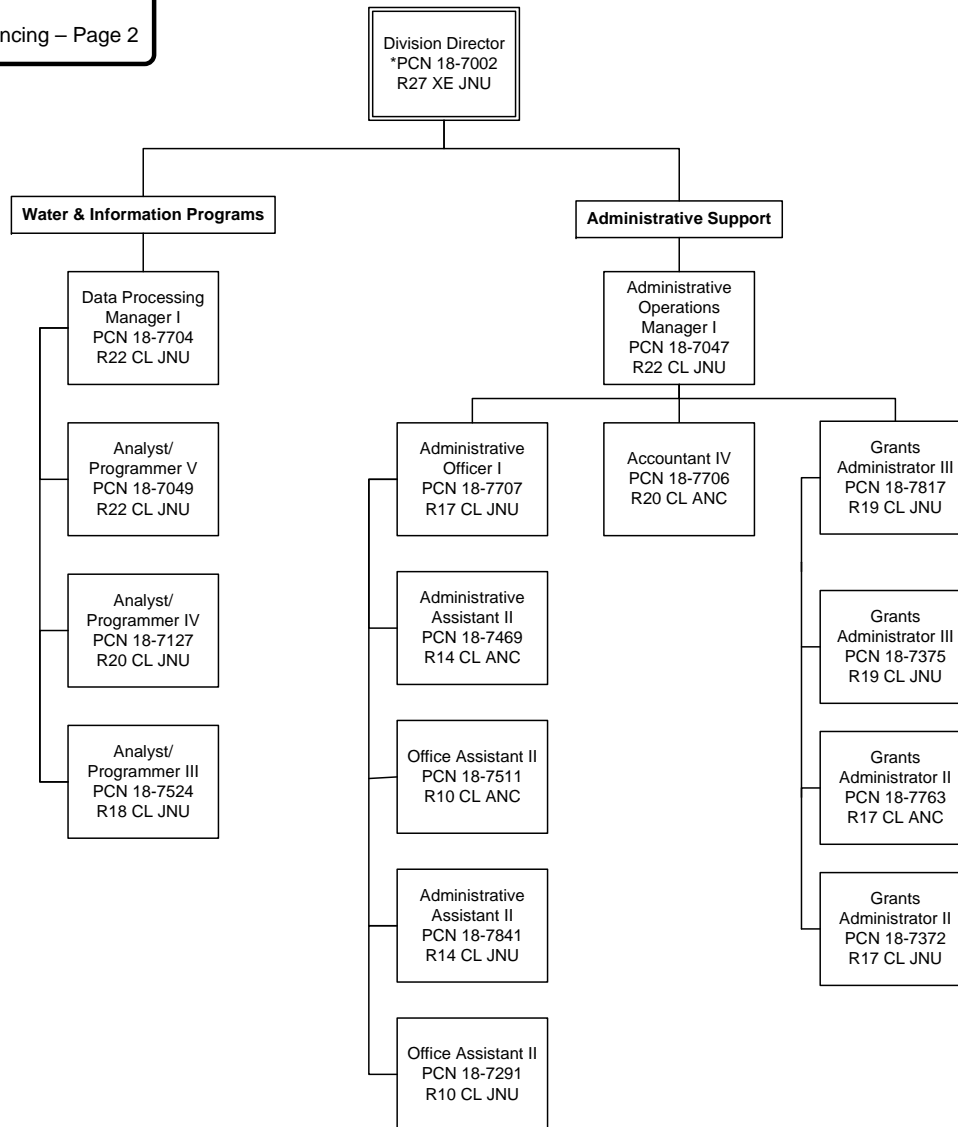 ncing – Page 2
Division Director
*PCN 18-7002
R27 XE JNU
Water & Information Programs
Administrative Support
Data Processing
Manager I
PCN 18-7704
R22 CL JNU
Analyst/
Programmer V
PCN 18-7049
R22 CL JNU
Analyst/
Programmer IV
PCN 18-7127
R20 CL JNU
Analyst/
Programmer III
PCN 18-7524
R18 CL JNU
Administrative
Operations
Manager I
PCN 18-7047
R22 CL JNU
Administrative
Officer I
PCN 18-7707
R17 CL JNU
Administrative
Assistant II
PCN 18-7469
R14 CL ANC
Office Assistant II
PCN 18-7511
R10 CL ANC
Administrative
Assistant II
PCN 18-7841
R14 CL JNU
Office Assistant II
PCN 18-7291
R10 CL JNU
Accountant IV
PCN 18-7706
R20 CL ANC
Grants
Administrator III
PCN 18-7817
R19 CL JNU
Grants
Administrator III
PCN 18-7375
R19 CL JNU
Grants
Administrator II
PCN 18-7763
R17 CL ANC
Grants
Administrator II
PCN 18-7372
R17 CL JNU